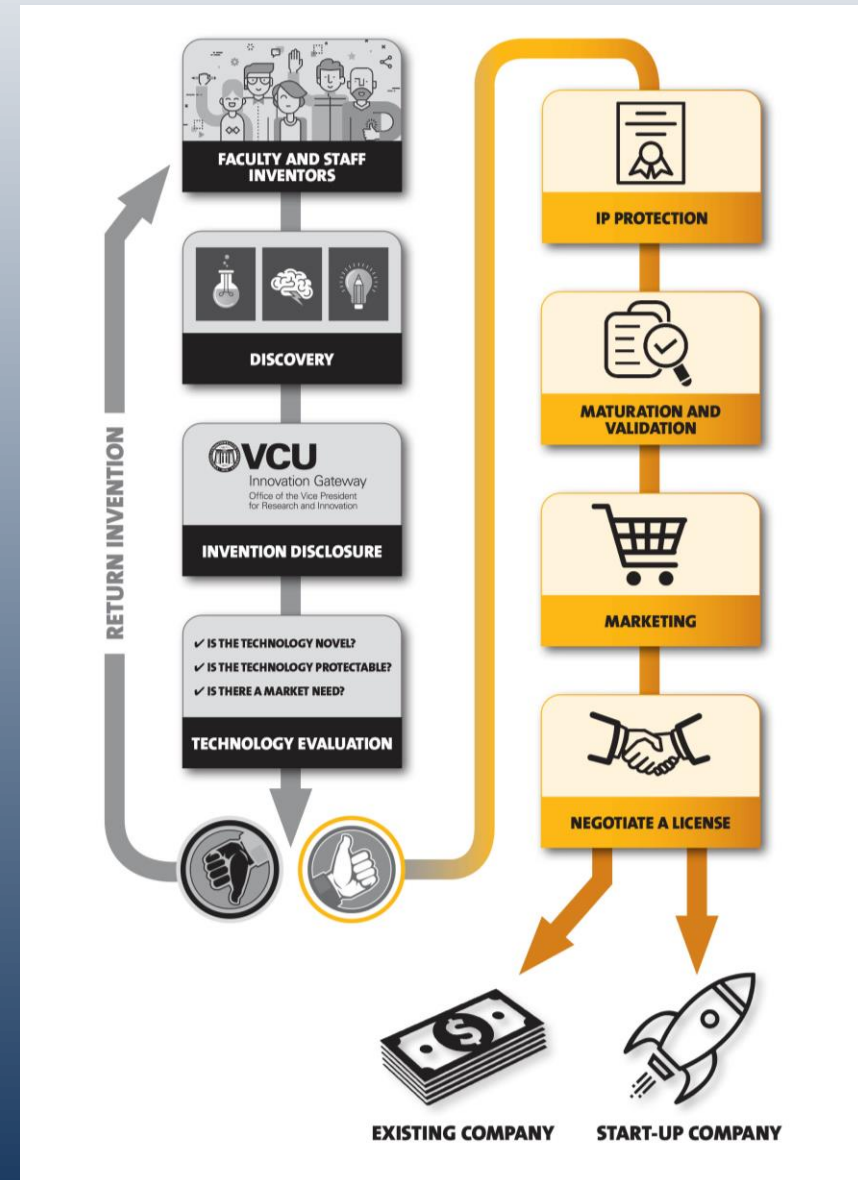 FACULTY AND STAFF
INVENTORS
DISCOVERY
VCU
Innovation Gateway
Office of the Vice President
for Research and Innovation
INVENTION DISCLOSURE
✔ IS THE TECHNOLOGY NOVEL?
✔ IS THE TECHNOLOGY PROTECTABLE?
✔ IS THERE A MARKET NEED?
TECHNOLOGY EVALUATION
RETURN INVENTION
IP PROTECTION
MATURATION AND
VALIDATION
MARKETING
NEGOTIATE A LICENSE
$
EXISTING COMPANY
START-UP COMPANY